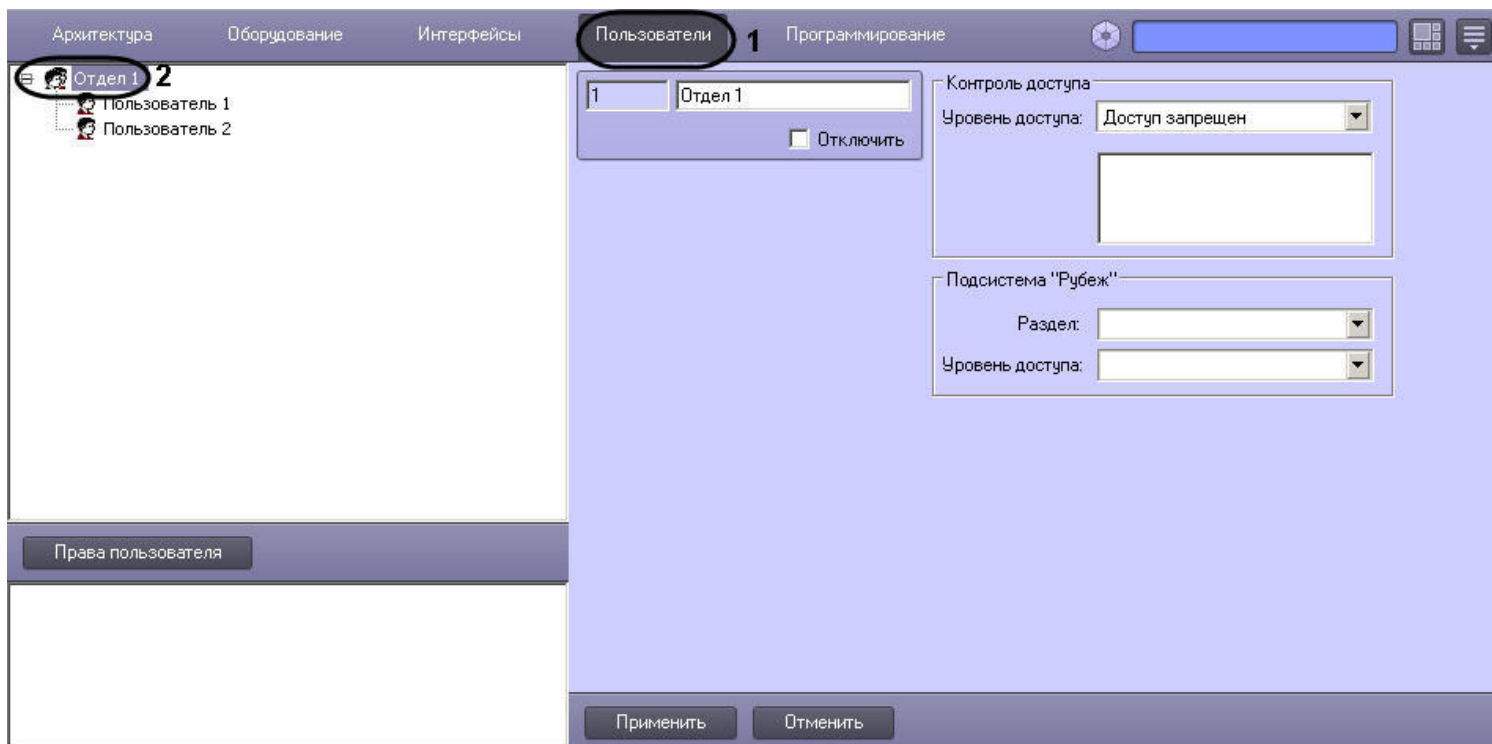 Архитектура Оборудование Интерфейсы Пользователи 1 Программирование
Отдел 1 2
Пользователь 1
Пользователь 2
1 Отдел 1
Отключить
Контроль доступа
Уровень доступа: Доступ запрещен
Подсистема "Рубеж"
Раздел:
Уровень доступа:
Права пользователя
Применить Отменить